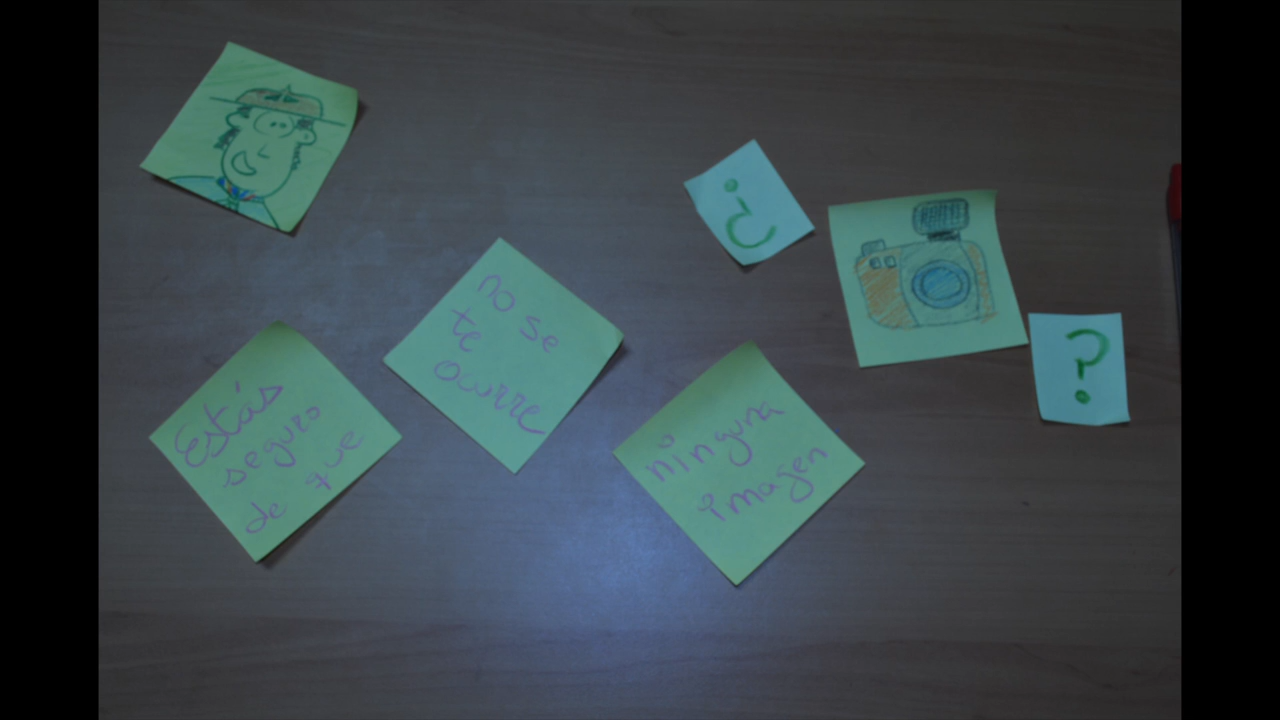 ¿
?
Estás
seguro
de que
no se
te
ocurre
ninguna
imagen